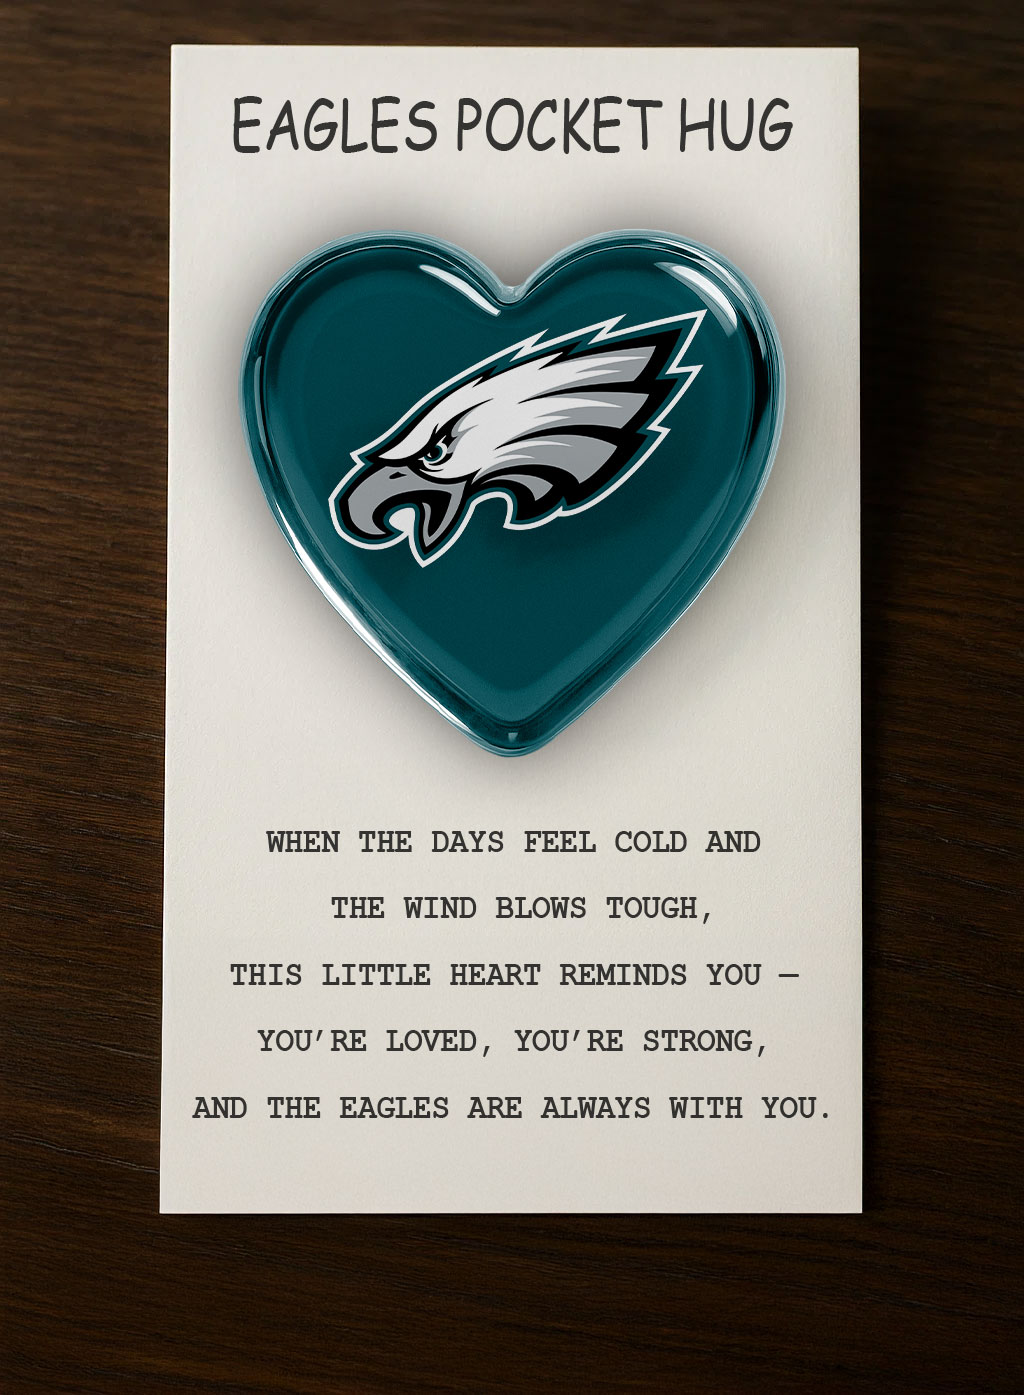 EAGLES POCKET HUG
WHEN THE DAYS FEEL COLD AND
THE WIND BLOWS TOUGH,
THIS LITTLE HEART REMINDS YOU —
YOU’RE LOVED, YOU’RE STRONG,
AND THE EAGLES ARE ALWAYS WITH YOU.